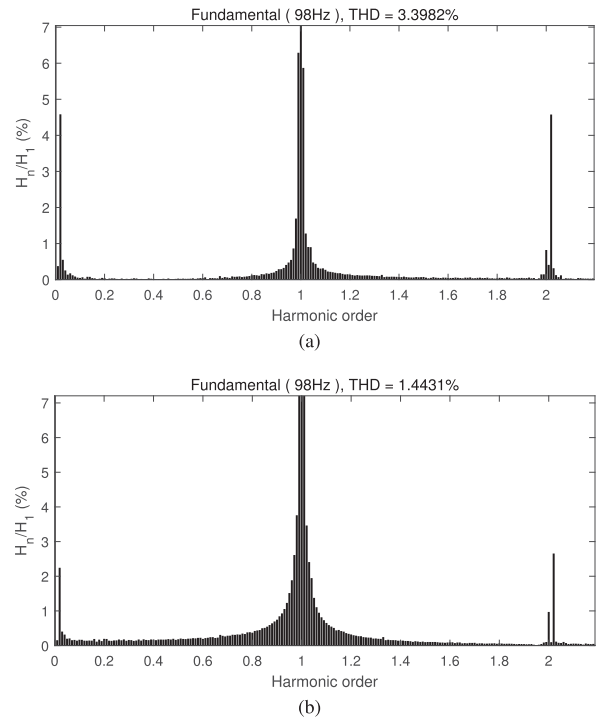 Fundamental ( 98Hz ), THD = 3.3982%
7
6
5
4
3
2
1
0
H_n/H_1 (%)
0 0.2 0.4 0.6 0.8 1 1.2 1.4 1.6 1.8 2
Harmonic order
(a)
Fundamental ( 98Hz ), THD = 1.4431%
7
6
5
4
3
2
1
0
H_n/H_1 (%)
0 0.2 0.4 0.6 0.8 1 1.2 1.4 1.6 1.8 2
Harmonic order
(b)